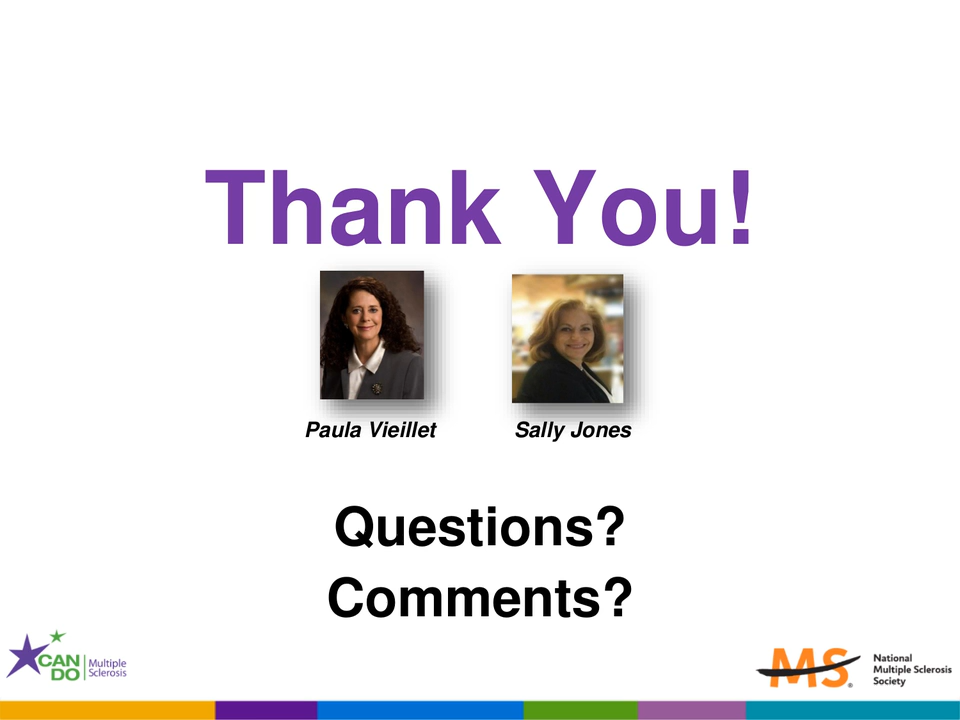 Thank You!
Paula Vieillet
Sally Jones
Questions?
Comments?
CAN DO
Multiple Sclerosis
MS®
National
Multiple Sclerosis
Society